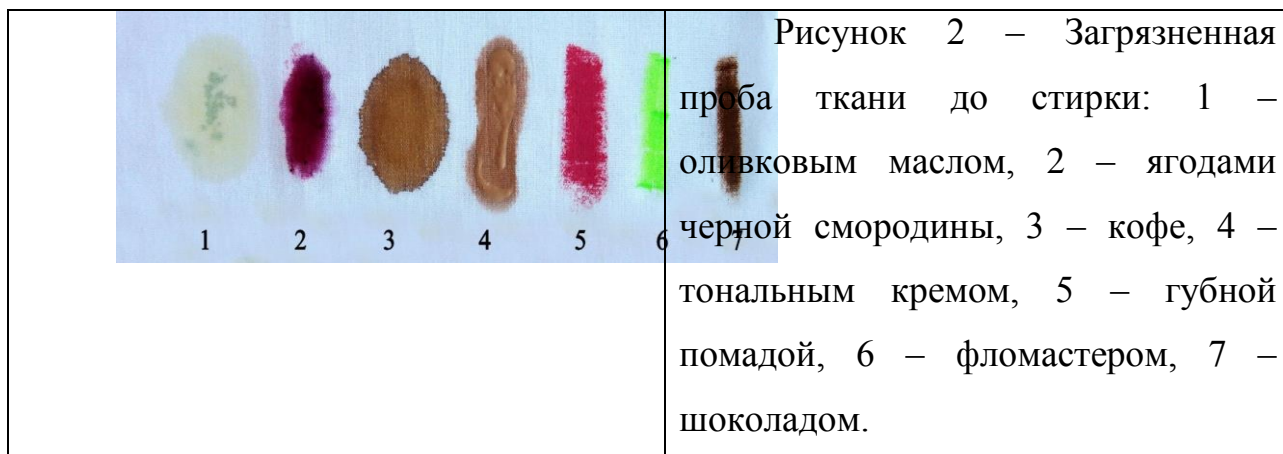 1 2 3 4 5 6 7
Рисунок 2 – Загрязненная
проба ткани до стирки: 1 –
оливковым маслом, 2 – ягодами
черной смородины, 3 – кофе, 4 –
тональным кремом, 5 – губной
помадой, 6 – фломастером, 7 –
шоколадом.